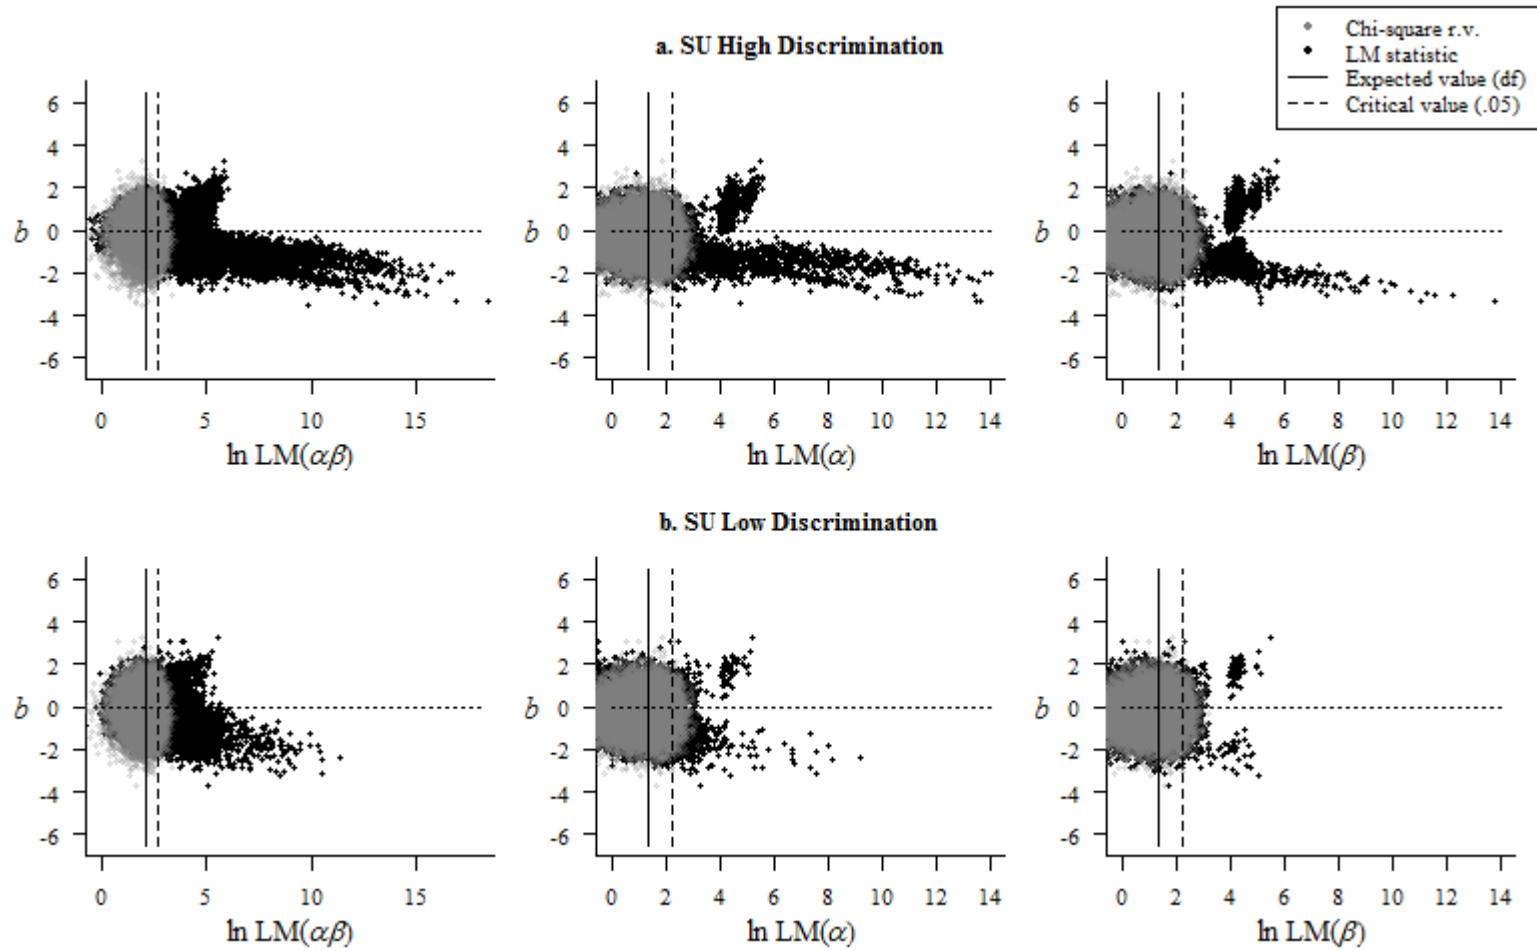 Chi-square r.v.
LM statistic
Expected value (df)
Critical value (.05)
a. SU High Discrimination
6
4
2
0
-2
-4
-6
b
0 5 10 15
ln LM(αβ)
6
4
2
0
-2
-4
-6
b
0 2 4 6 8 10 12 14
ln LM(α)
6
4
2
0
-2
-4
-6
b
0 2 4 6 8 10 12 14
ln LM(β)
b. SU Low Discrimination
6
4
2
0
-2
-4
-6
b
0 5 10 15
ln LM(αβ)
6
4
2
0
-2
-4
-6
b
0 2 4 6 8 10 12 14
ln LM(α)
6
4
2
0
-2
-4
-6
b
0 2 4 6 8 10 12 14
ln LM(β)